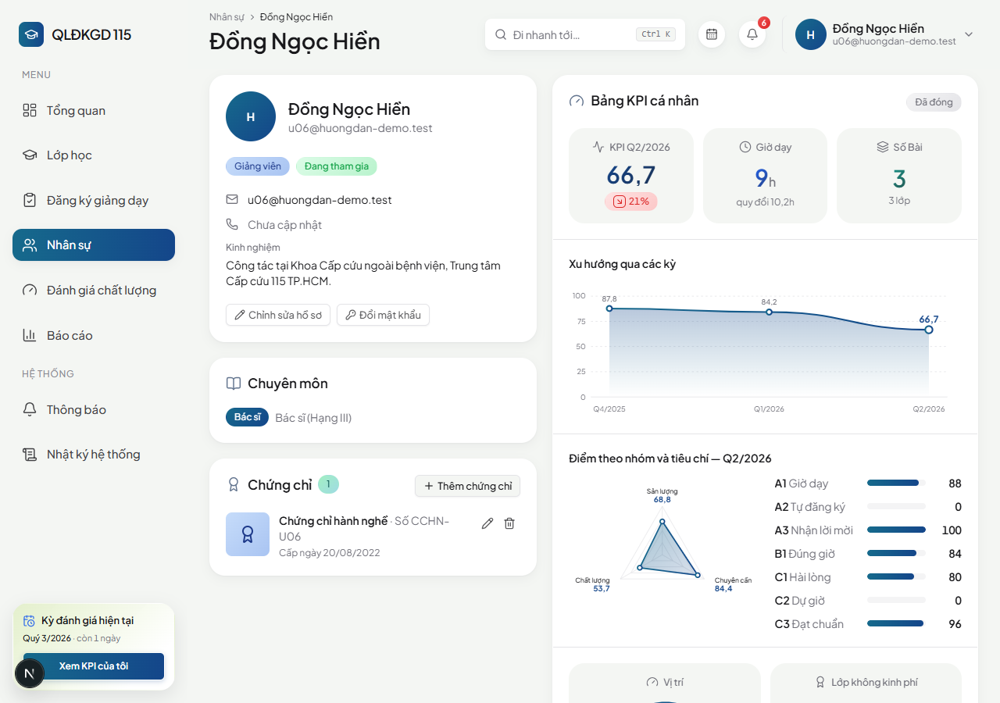 QLĐKGD 115
MENU
Tổng quan
Lớp học
Đăng ký giảng dạy
Nhân sự
Đánh giá chất lượng
Báo cáo
HỆ THỐNG
Thông báo
Nhật ký hệ thống
Kỳ đánh giá hiện tại
Quý 3/2026 · còn 1 ngày
Xem KPI của tôi
N
Nhân sự > Đồng Ngọc Hiền
Đồng Ngọc Hiền
Đi nhanh tới...
Ctrl K
6
H
Đồng Ngọc Hiền
u06@huongdan-demo.test
H
Đồng Ngọc Hiền
u06@huongdan-demo.test
Giảng viên
Đang tham gia
u06@huongdan-demo.test
Chưa cập nhật
Kinh nghiệm
Công tác tại Khoa Cấp cứu ngoài bệnh viện, Trung tâm
Cấp cứu 115 TP.HCM.
Chỉnh sửa hồ sơ
Đổi mật khẩu
Chuyên môn
Bác sĩ
Bác sĩ (Hạng III)
Chứng chỉ
1
Thêm chứng chỉ
Chứng chỉ hành nghề · Số CCHN-
U06
Cấp ngày 20/08/2022
Bảng KPI cá nhân
Đã đóng
KPI Q2/2026
66,7
21%
Giờ dạy
9h
quy đổi 10,2h
Số Bài
3
3 lớp
Xu hướng qua các kỳ
100
75
50
25
0
87,8
84,2
66,7
Q4/2025
Q1/2026
Q2/2026
Điểm theo nhóm và tiêu chí — Q2/2026
Sản lượng
68,8
Chất lượng
53,7
Chuyên cần
84,4
A1 Giờ dạy 88
A2 Tự đăng ký 0
A3 Nhận lời mời 100
B1 Đúng giờ 84
C1 Hài lòng 80
C2 Dự giờ 0
C3 Đạt chuẩn 96
Vị trí
Lớp không kinh phí